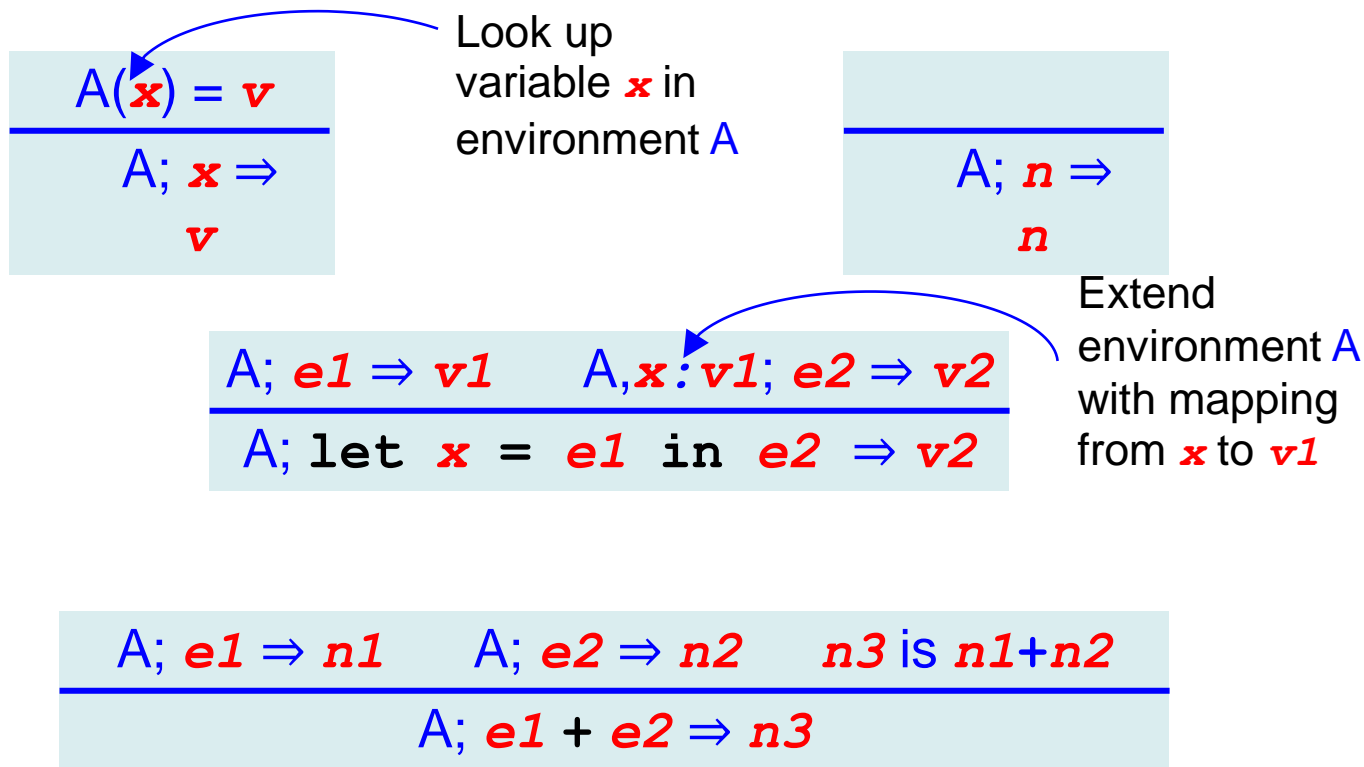 Look up
variable x in
environment A
A(x) = v
A; x ⇒
v
A; n ⇒
n
Extend
environment A
with mapping
from x to v1
A; e1 ⇒ v1 A,x:v1; e2 ⇒ v2
A; let x = e1 in e2 ⇒ v2
A; e1 ⇒ n1 A; e2 ⇒ n2 n3 is n1+n2
A; e1 + e2 ⇒ n3